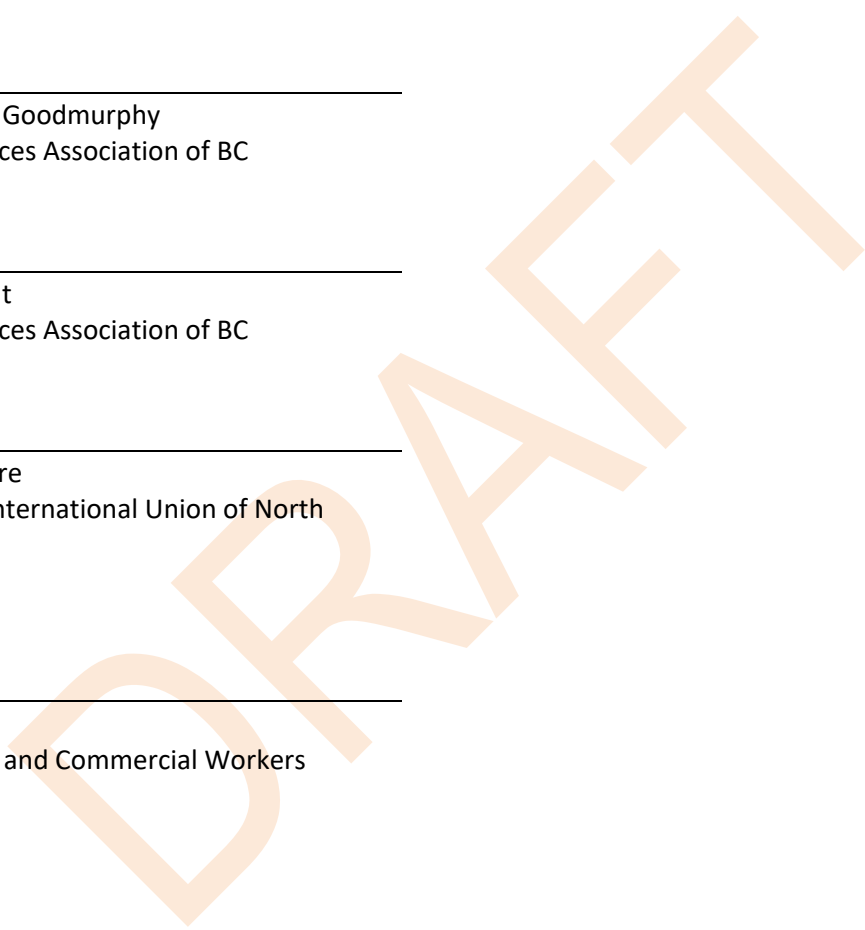 Goodmurphy
ces Association of BC
t
ces Association of BC
re
nternational Union of North
and Commercial Workers
DRAFT